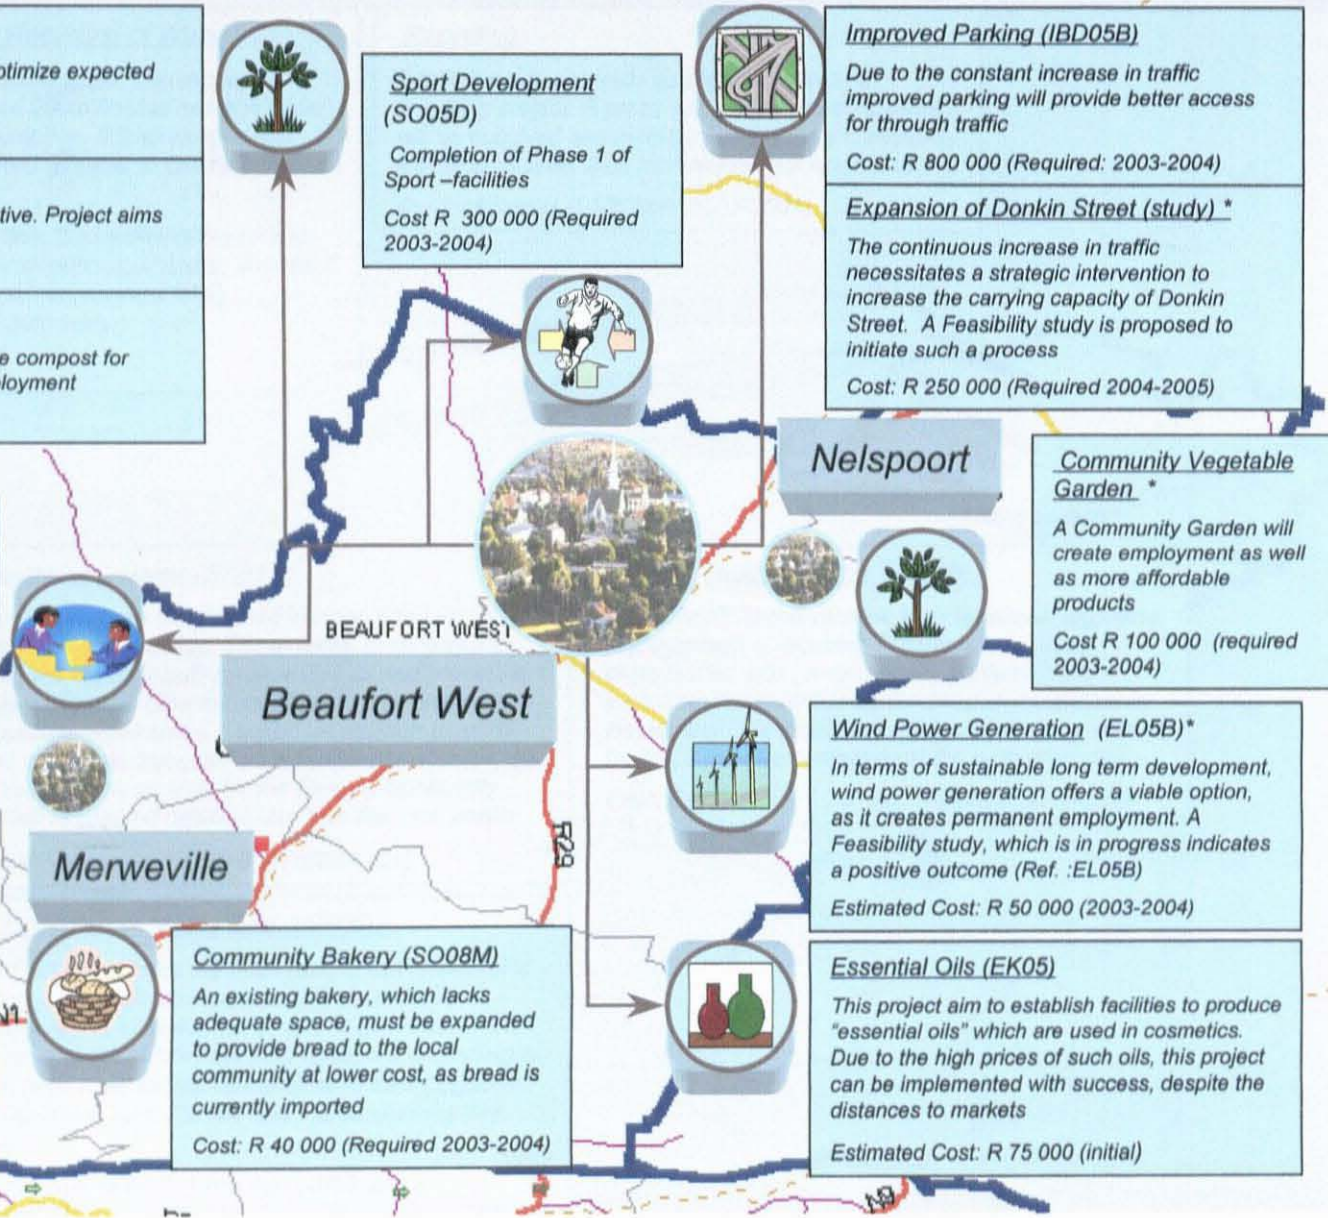 ptimize expected
tive. Project aims
e compost for
loyment
Sport Development
(SO05D)
Completion of Phase 1 of
Sport –facilities
Cost R 300 000 (Required
2003-2004)
Improved Parking (IBD05B)
Due to the constant increase in traffic
improved parking will provide better access
for through traffic
Cost: R 800 000 (Required: 2003-2004)
Expansion of Donkin Street (study) *
The continuous increase in traffic
necessitates a strategic intervention to
increase the carrying capacity of Donkin
Street. A Feasibility study is proposed to
initiate such a process
Cost: R 250 000 (Required 2004-2005)
Nelspoort
Community Vegetable
Garden *
A Community Garden will
create employment as well
as more affordable
products
Cost R 100 000 (required
2003-2004)
BEAUFORT WEST
Beaufort West
Wind Power Generation (EL05B)*
In terms of sustainable long term development,
wind power generation offers a viable option,
as it creates permanent employment. A
Feasibility study, which is in progress indicates
a positive outcome (Ref. :EL05B)
Estimated Cost: R 50 000 (2003-2004)
Merweville
Community Bakery (SO08M)
An existing bakery, which lacks
adequate space, must be expanded
to provide bread to the local
community at lower cost, as bread is
currently imported
Cost: R 40 000 (Required 2003-2004)
Essential Oils (EK05)
This project aim to establish facilities to produce
"essential oils" which are used in cosmetics.
Due to the high prices of such oils, this project
can be implemented with success, despite the
distances to markets
Estimated Cost: R 75 000 (initial)